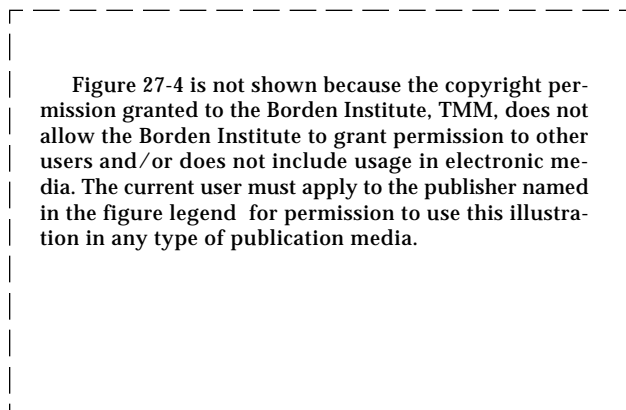 Figure 27-4 is not shown because the copyright per-
mission granted to the Borden Institute, TMM, does not
allow the Borden Institute to grant permission to other
users and/or does not include usage in electronic me-
dia. The current user must apply to the publisher named
in the figure legend  for permission to use this illustra-
tion in any type of publication media.